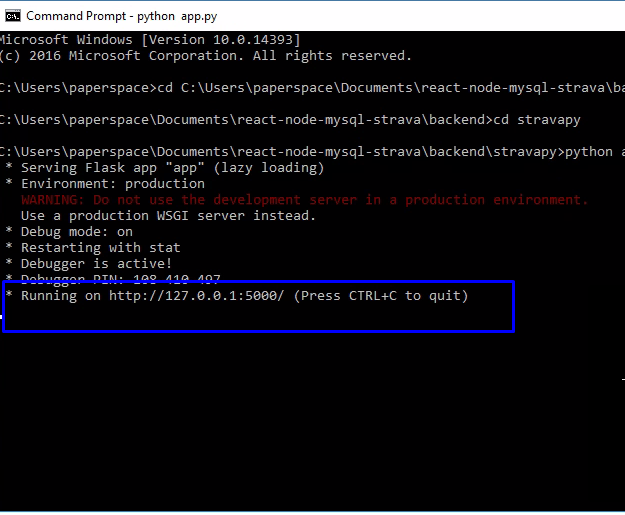 Command Prompt - python  app.py
Microsoft Windows [Version 10.0.14393]
(c) 2016 Microsoft Corporation. All rights reserved.
C:\Users\paperspace>cd C:\Users\paperspace\Documents\react-node-mysql-strava\ba
C:\Users\paperspace\Documents\react-node-mysql-strava\backend>cd stravapy
C:\Users\paperspace\Documents\react-node-mysql-strava\backend\stravapy>python a
* Serving Flask app "app" (lazy loading)
* Environment: production
WARNING: Do not use the development server in a production environment.
Use a production WSGI server instead.
* Debug mode: on
* Restarting with stat
* Debugger is active!
* Debugger PIN: 108-410-497
* Running on http://127.0.0.1:5000/ (Press CTRL+C to quit)